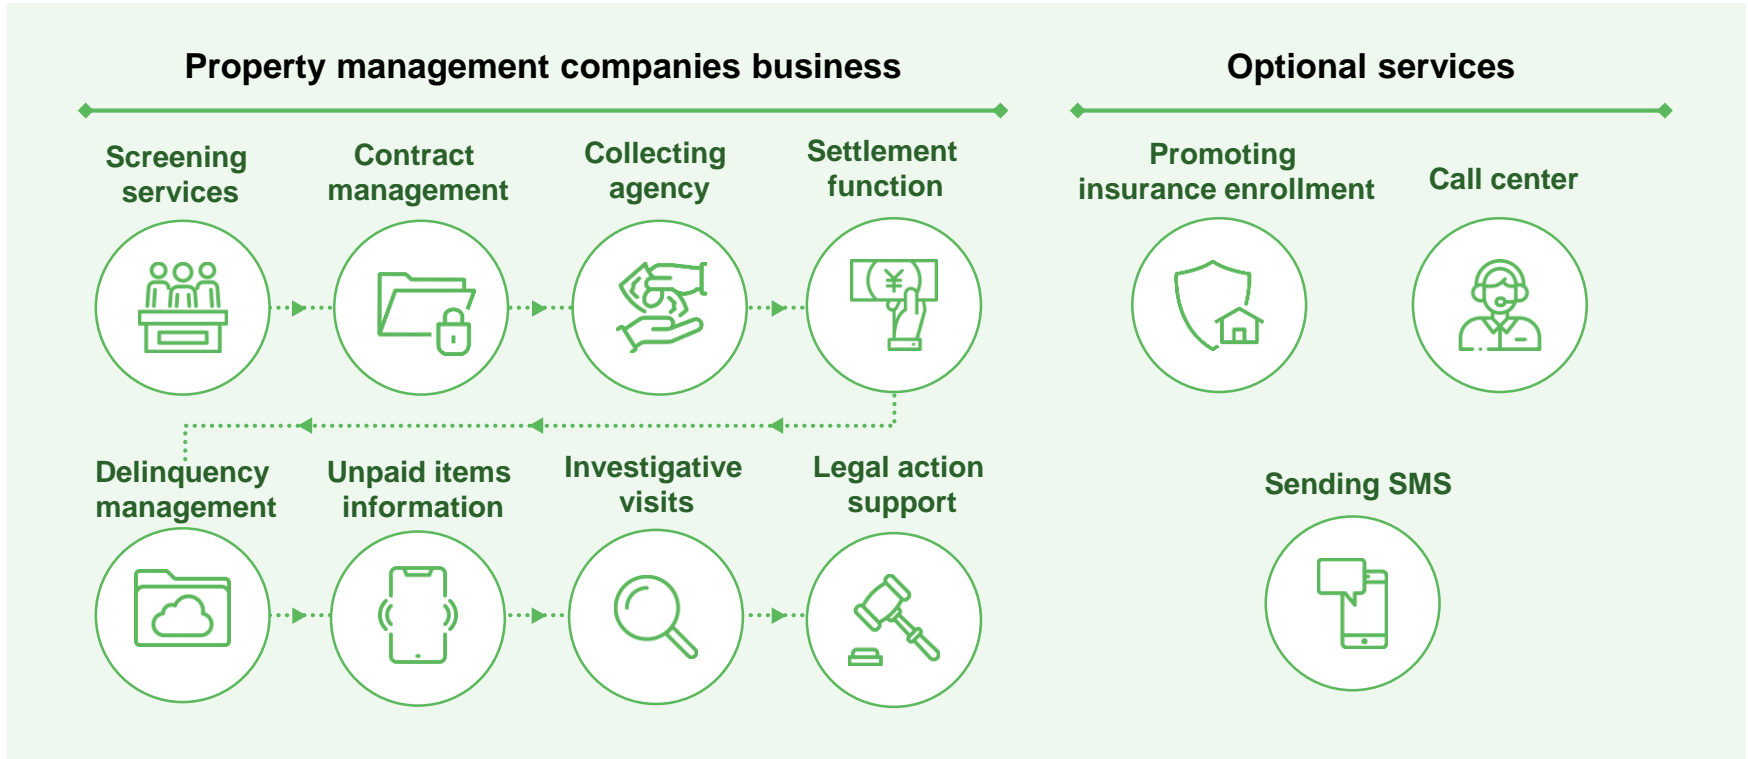 Property management companies business
Optional services
Screening
services
Contract
management
Collecting
agency
Settlement
function
Promoting
insurance enrollment
Call center
¥
Delinquency
management
Unpaid items
information
Investigative
visits
Legal action
support
Sending SMS